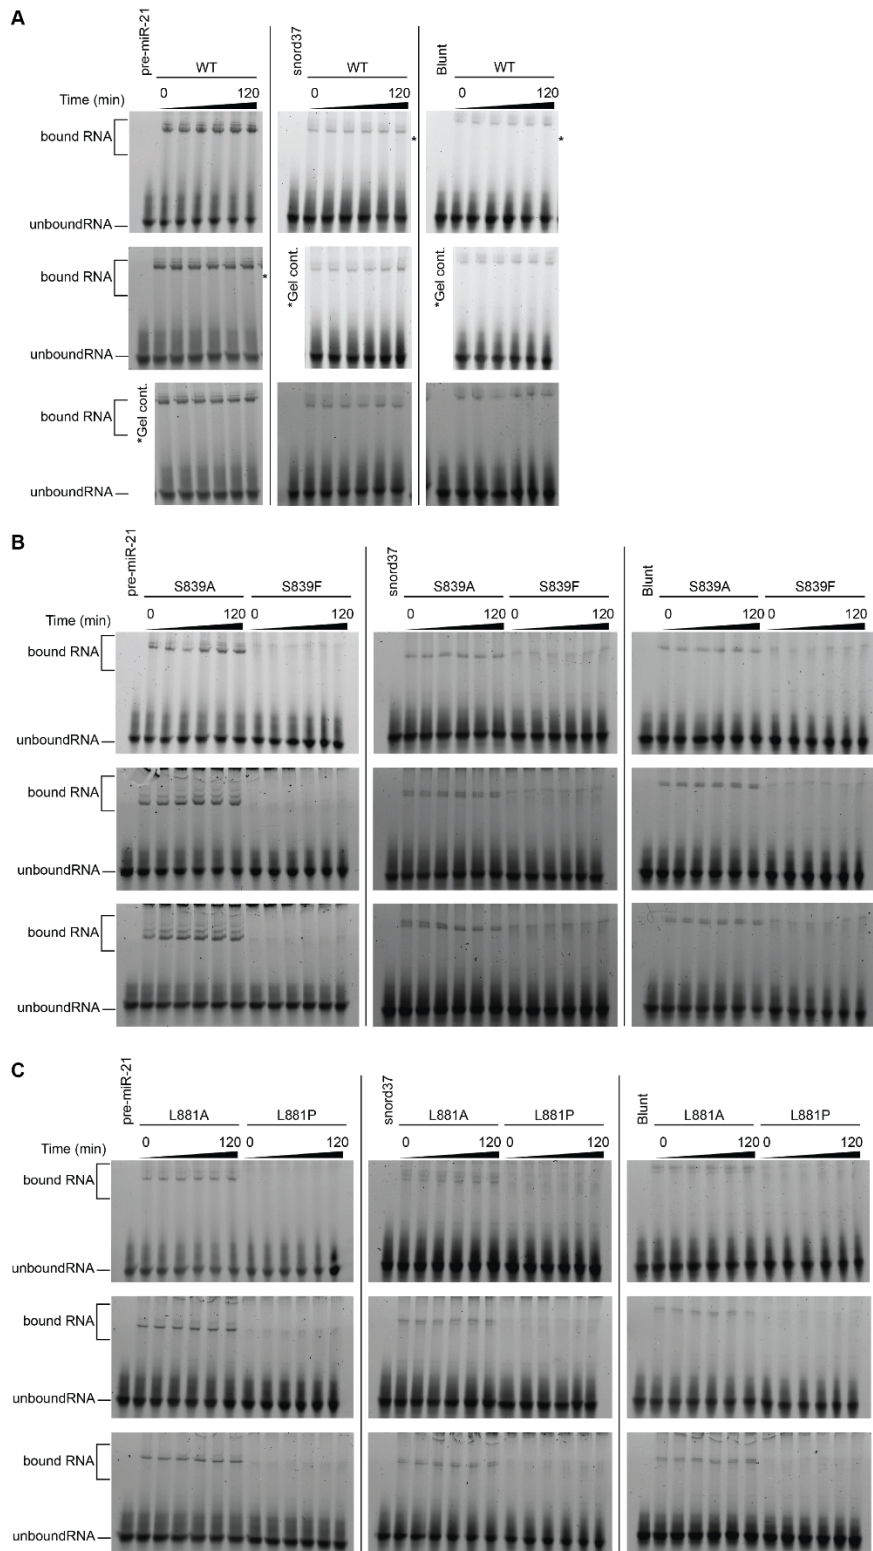 A
pre-miR-21
WT
snord37
WT
Blunt
WT
Time (min)
0 120
0 120
0 120
bound RNA
*
*
unboundRNA
bound RNA
*
*Gel cont.
*Gel cont.
unboundRNA
bound RNA
*Gel cont.
unboundRNA
B
pre-miR-21
S839A S839F
snord37
S839A S839F
Blunt
S839A S839F
Time (min)
0 120 0 120
0 120 0 120
0 120 0 120
bound RNA
unboundRNA
bound RNA
unboundRNA
bound RNA
unboundRNA
C
pre-miR-21
L881A L881P
snord37
L881A L881P
Blunt
L881A L881P
Time (min)
0 120 0 120
0 120 0 120
0 120 0 120
bound RNA
unboundRNA
bound RNA
unboundRNA
bound RNA
unboundRNA